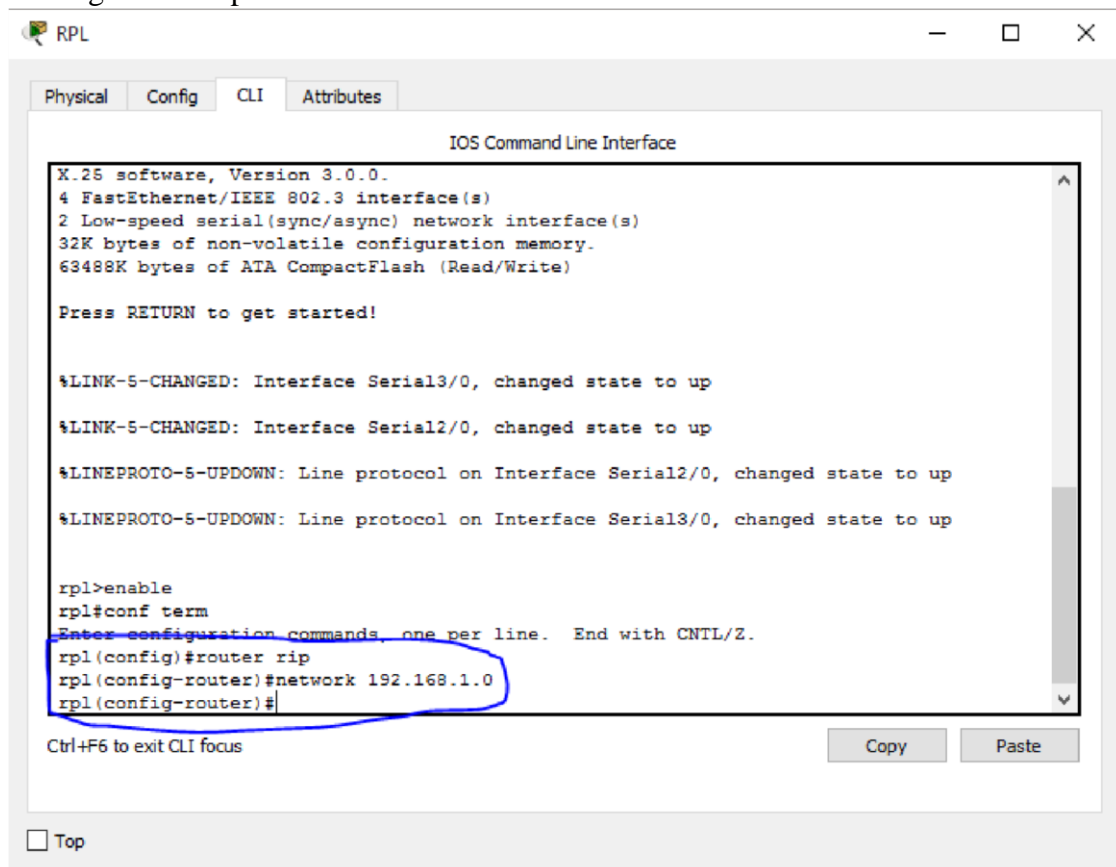 RPL
Physical Config CLI Attributes
IOS Command Line Interface
X.25 software, Version 3.0.0.
4 FastEthernet/IEEE 802.3 interface(s)
2 Low-speed serial(sync/async) network interface(s)
32K bytes of non-volatile configuration memory.
63488K bytes of ATA CompactFlash (Read/Write)
Press RETURN to get started!
%LINK-5-CHANGED: Interface Serial3/0, changed state to up
%LINK-5-CHANGED: Interface Serial2/0, changed state to up
%LINEPROTO-5-UPDOWN: Line protocol on Interface Serial2/0, changed state to up
%LINEPROTO-5-UPDOWN: Line protocol on Interface Serial3/0, changed state to up
rpl>enable
rpl#conf term
Enter configuration commands, one per line. End with CNTL/Z.
rpl(config)#router rip
rpl(config-router)#network 192.168.1.0
rpl(config-router)#
Ctrl+F6 to exit CLI focus
Copy Paste
Top